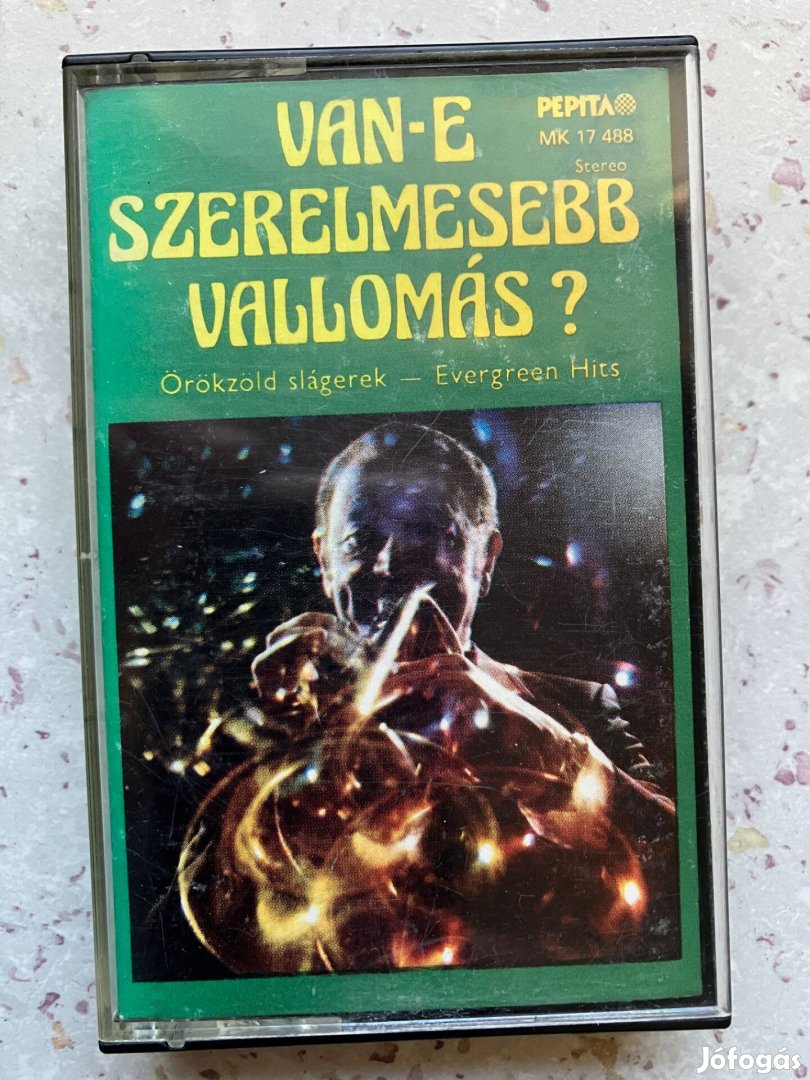 VAN-E
SZERELMESEBB
VALLOMÁS?
PEPITA
MK 17 488
Stereo
Örökzöld slágerek — Evergreen Hits
Jófogás